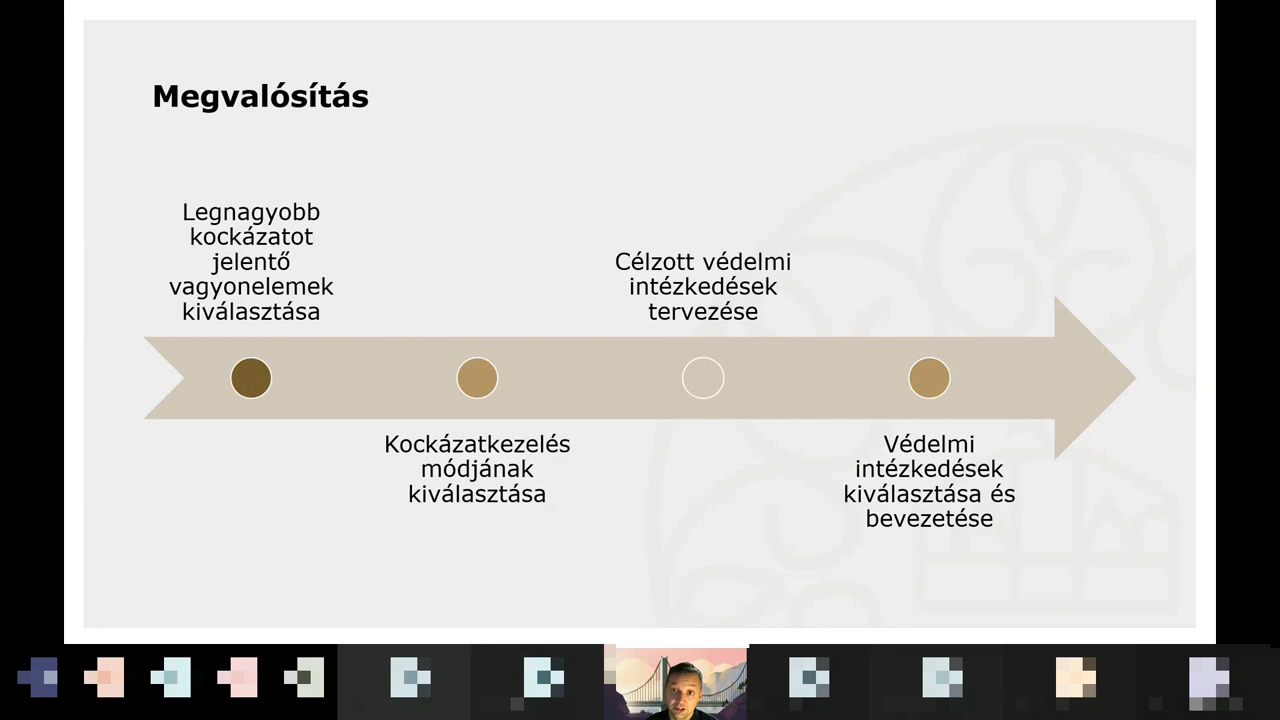 Megvalósítás
Legnagyobb
kockázatot
jelentő
vagyonelemek
kiválasztása
Kockázatkezelés
módjának
kiválasztása
Célzott védelmi
intézkedések
tervezése
Védelmi
intézkedések
kiválasztása és
bevezetése